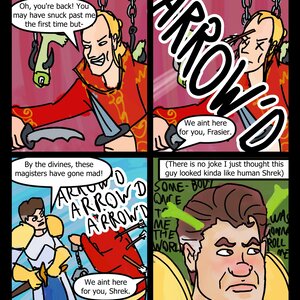 Oh, you're back! You
may have snuck past me
the first time but-
ARROW'D
We aint here
for you, Frasier.
By the divines, these
magisters have gone mad!
ARROW'D
ARROW'D
ARROW'D
We aint here
for you, Shrek.
(There is no joke I just thought this
guy looked kinda like human Shrek)
SOME-BODY
ONCE
TO
ME
THE
WORLD
ROLL
ME